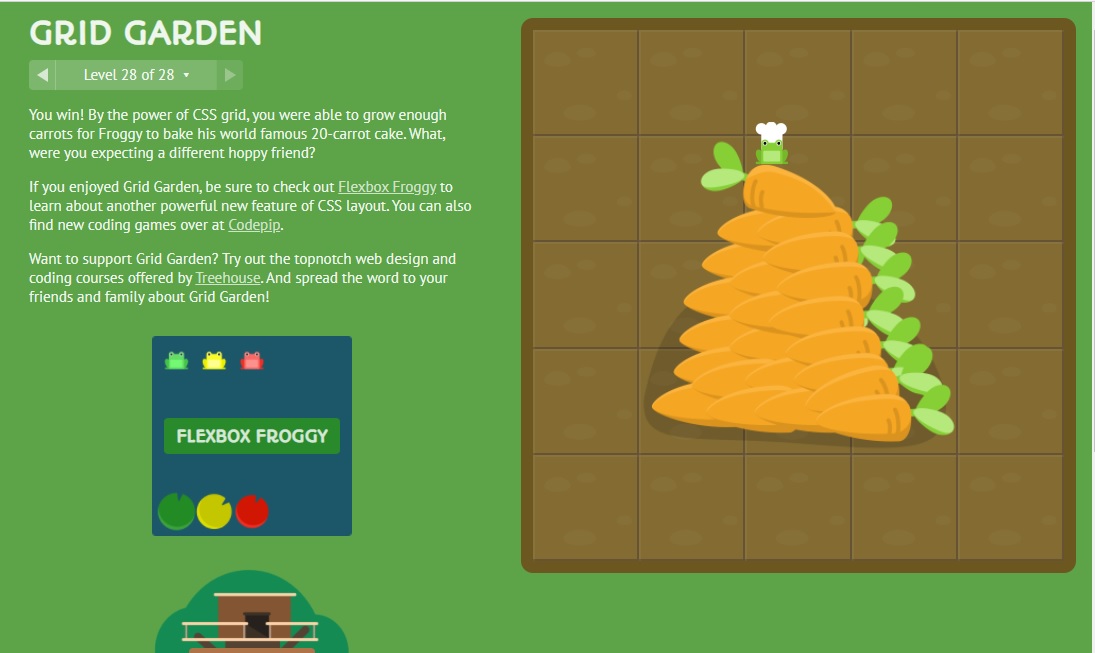 GRID GARDEN
Level 28 of 28
You win! By the power of CSS grid, you were able to grow enough
carrots for Froggy to bake his world famous 20-carrot cake. What,
were you expecting a different hoppy friend?
If you enjoyed Grid Garden, be sure to check out Flexbox Froggy to
learn about another powerful new feature of CSS layout. You can also
find new coding games over at Codepip.
Want to support Grid Garden? Try out the topnotch web design and
coding courses offered by Treehouse. And spread the word to your
friends and family about Grid Garden!
FLEXBOX FROGGY